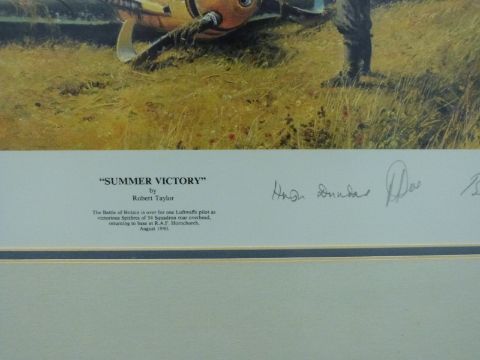 "SUMMER VICTORY"
by
Robert Taylor
The Battle of Britain is over for one Luftwaffe pilot as
victorious Spitfires of 54 Squadron roar overhead,
returning to base at R.A.F. Hornchurch,
August 1940.
Hugh Dundas